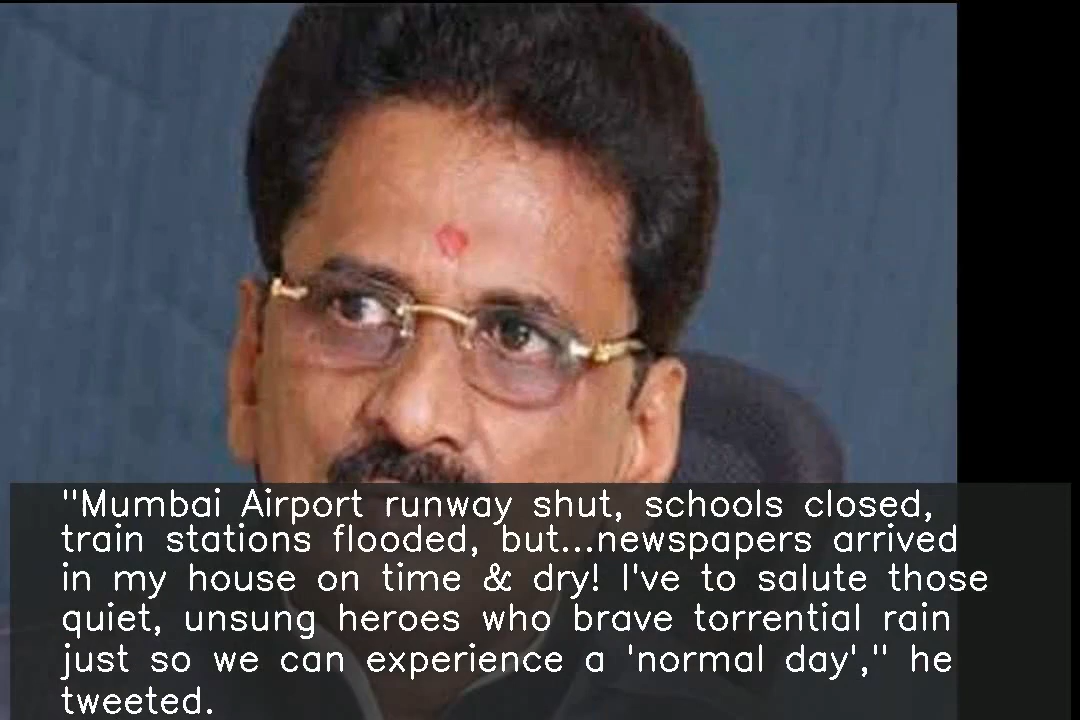 "Mumbai Airport runway shut, schools closed,
train stations flooded, but...newspapers arrived
in my house on time & dry! I've to salute those
quiet, unsung heroes who brave torrential rain
just so we can experience a 'normal day'," he
tweeted.